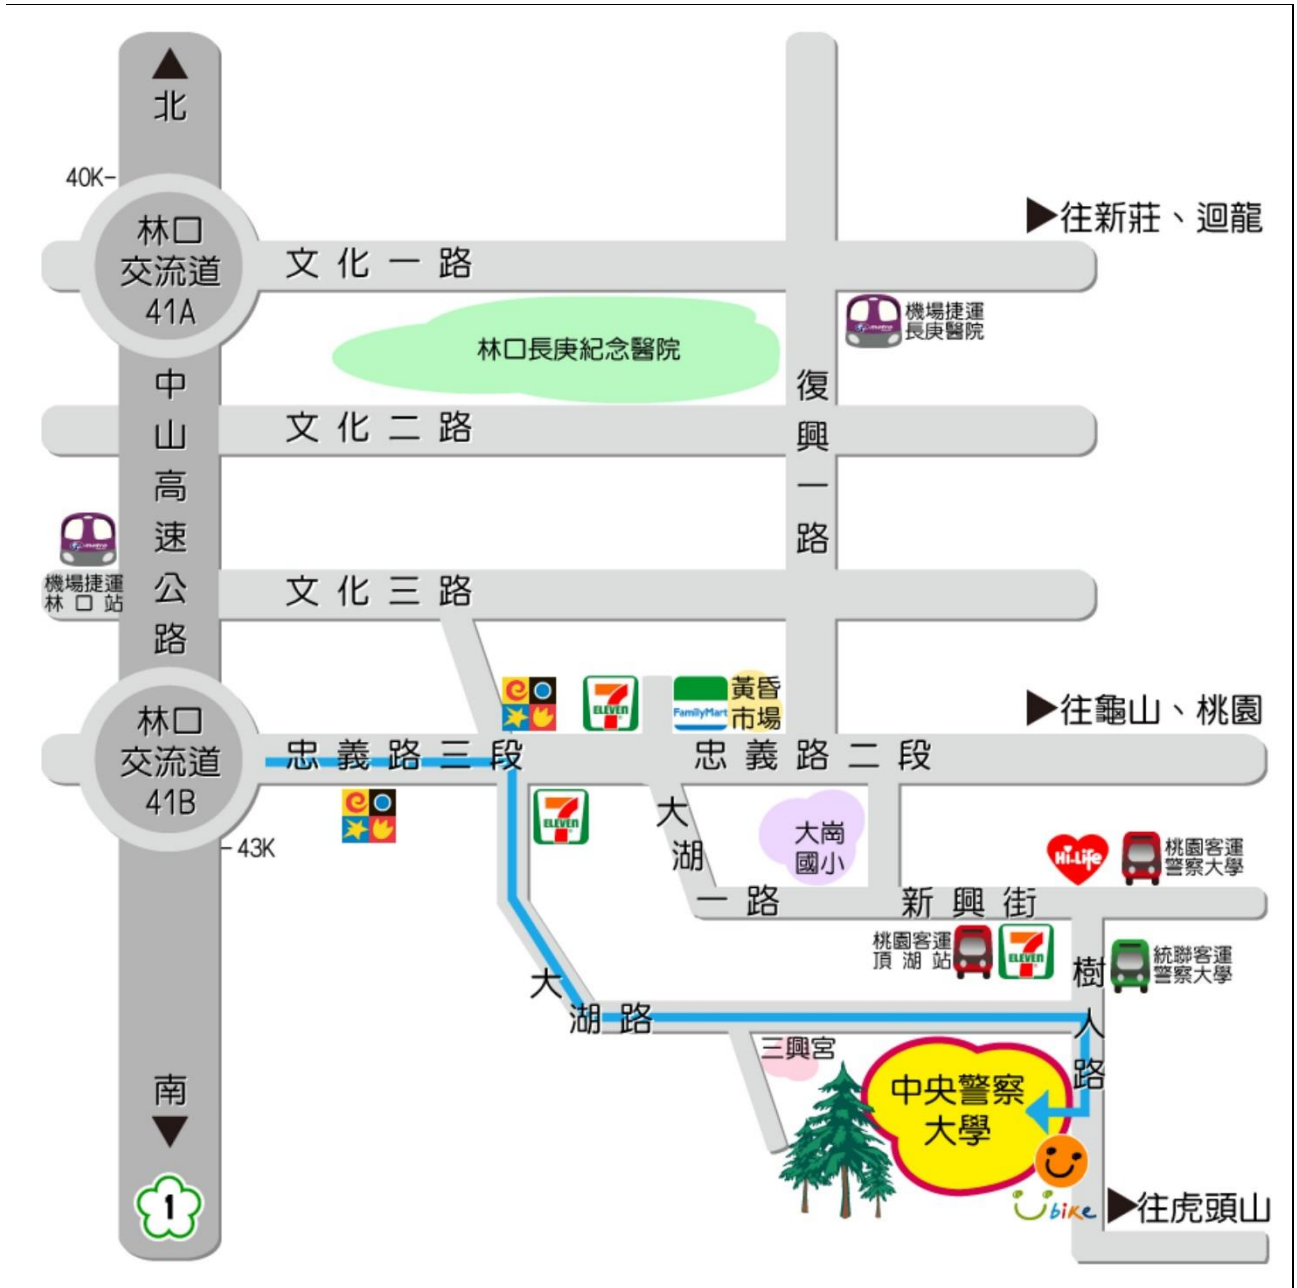 北
40K
林口
交流道
41A
往新莊、迴龍
文化一路
機場捷運
長庚醫院
林口長庚紀念醫院
中山高速公路
復興一路
文化二路
機場捷運
林口站
文化三路
7
ELEVEN
FamilyMart
黃昏
市場
往龜山、桃園
林口
交流道
41B
忠義路三段
忠義路二段
43K
7
ELEVEN
大湖一路
大崗
國小
Hi-Life
桃園客運
警察大學
新興街
桃園客運
頂湖站
7
ELEVEN
樹人路
統聯客運
警察大學
大湖路
三興宮
中央警察
大學
南
1
Ubike
往虎頭山